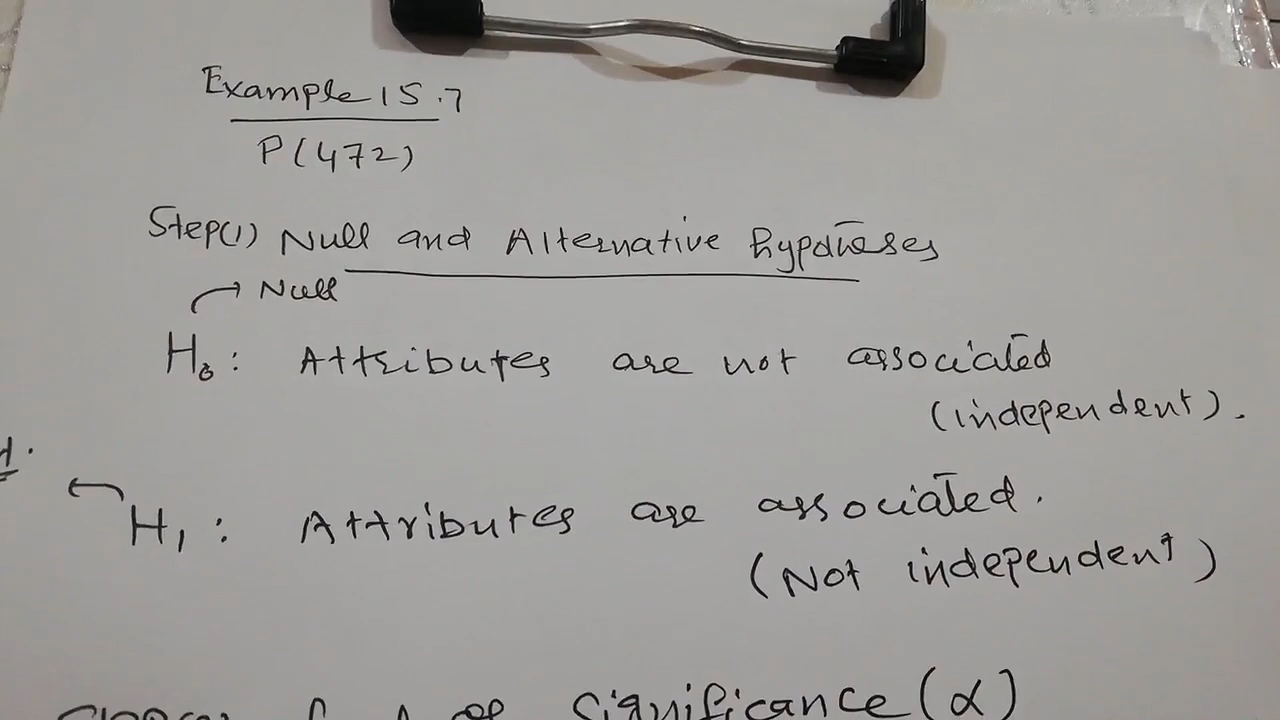 Example 15.7
P(472)
Step(1) Null and Alternative Hypotheses
→ Null
H₀: Attributes are not associated
(independent).
H₁: Attributes are associated.
(Not independent)
of significance (α)